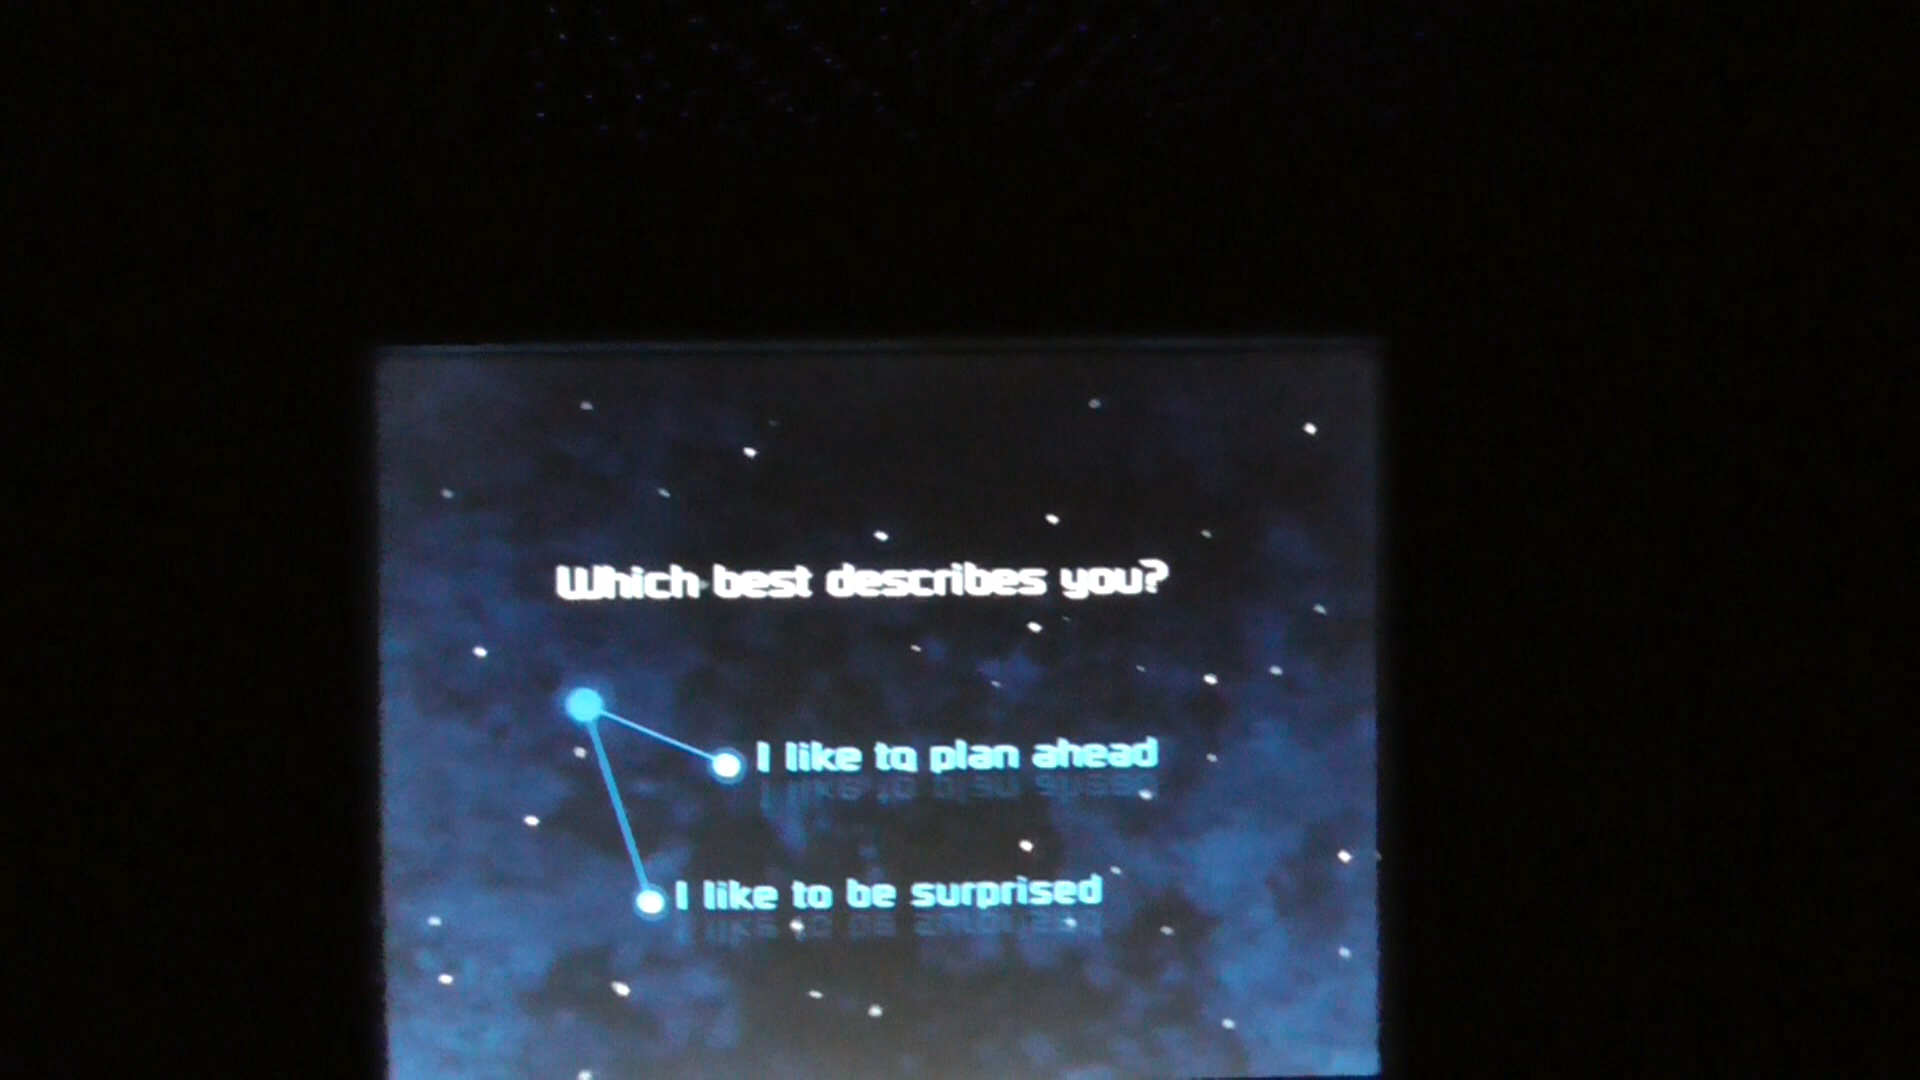 Which best describes you?
I like to plan ahead
I like to be surprised